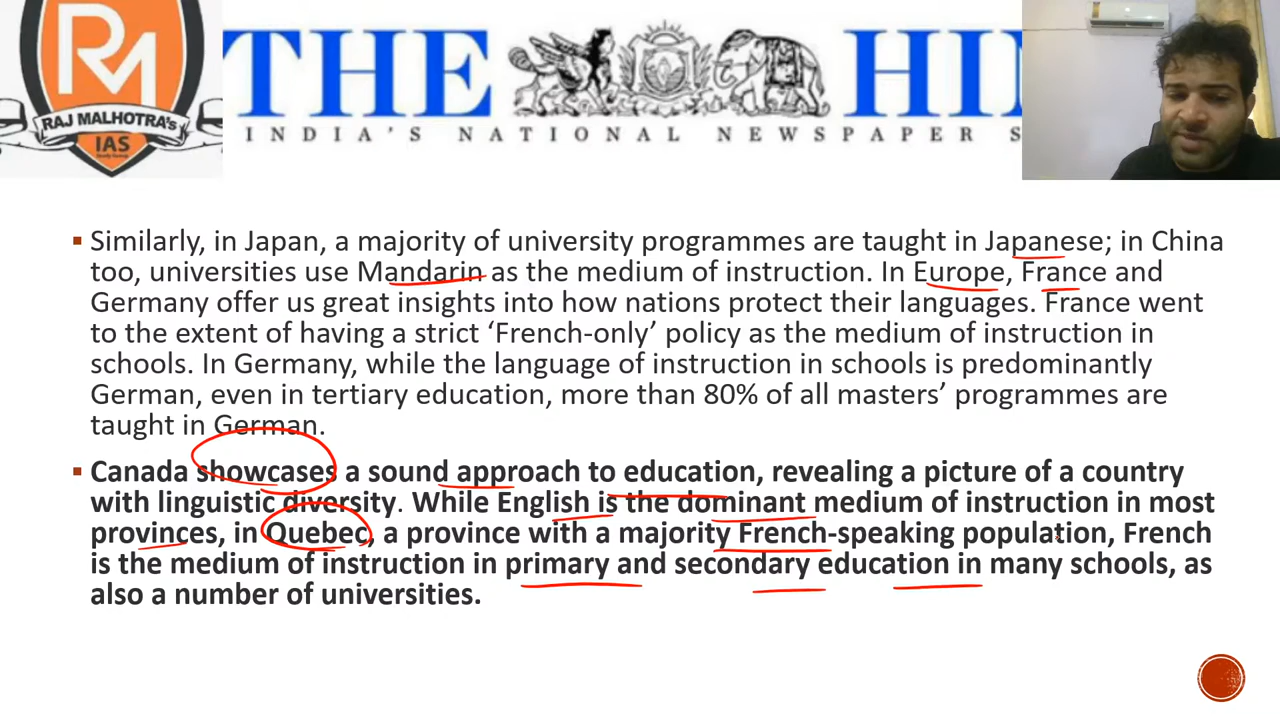 RM
RAJ MALHOTRA's
IAS
THE HI
INDIA'S NATIONAL NEWSPAPER S
▪ Similarly, in Japan, a majority of university programmes are taught in Japanese; in China
too, universities use Mandarin as the medium of instruction. In Europe, France and
Germany offer us great insights into how nations protect their languages. France went
to the extent of having a strict ‘French-only’ policy as the medium of instruction in
schools. In Germany, while the language of instruction in schools is predominantly
German, even in tertiary education, more than 80% of all masters’ programmes are
taught in German.
▪ Canada showcases a sound approach to education, revealing a picture of a country
with linguistic diversity. While English is the dominant medium of instruction in most
provinces, in Quebec, a province with a majority French-speaking population, French
is the medium of instruction in primary and secondary education in many schools, as
also a number of universities.